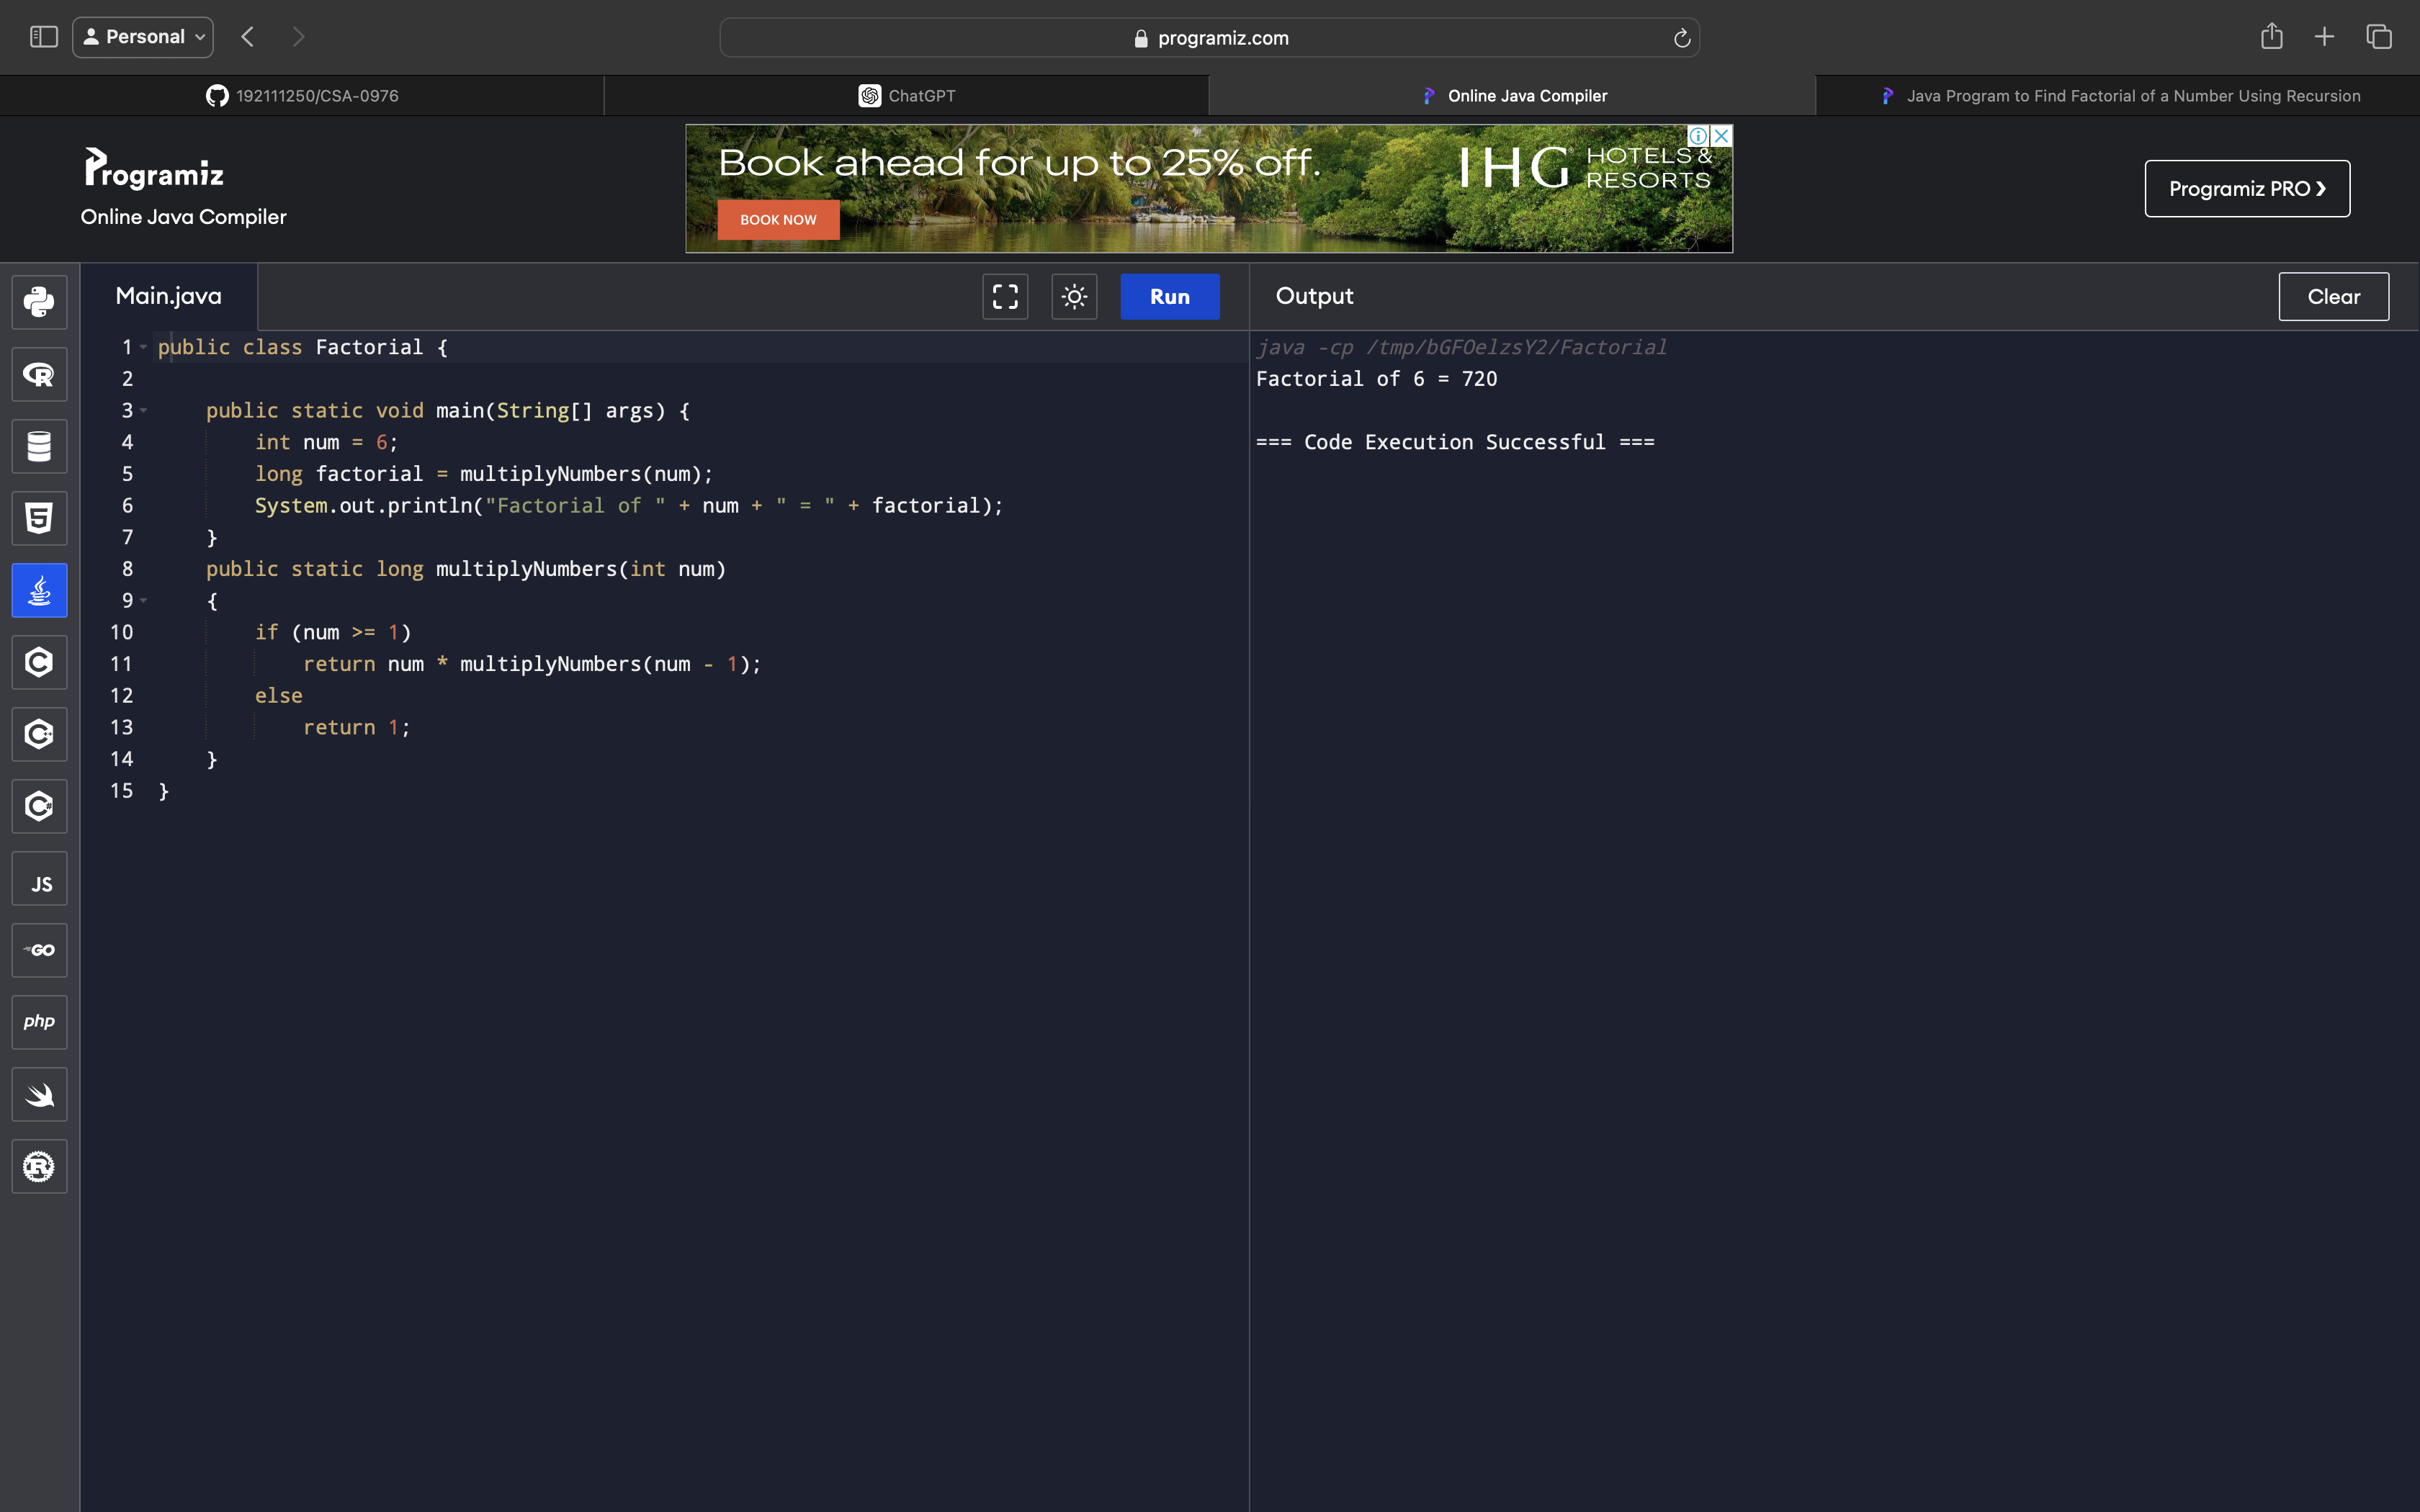 Personal
programiz.com
192111250/CSA-0976
ChatGPT
Online Java Compiler
Java Program to Find Factorial of a Number Using Recursion
Programiz
Online Java Compiler
Book ahead for up to 25% off.
BOOK NOW
IHG HOTELS &
RESORTS
Programiz PRO ❯
Main.java
Run
Output
Clear
1 public class Factorial {
2
3     public static void main(String[] args) {
4         int num = 6;
5         long factorial = multiplyNumbers(num);
6         System.out.println("Factorial of " + num + " = " + factorial);
7     }
8     public static long multiplyNumbers(int num)
9     {
10         if (num >= 1)
11             return num * multiplyNumbers(num - 1);
12         else
13             return 1;
14     }
15 }
java -cp /tmp/bGFOelzsY2/Factorial
Factorial of 6 = 720
=== Code Execution Successful ===
R
5
C
C++
C#
JS
GO
php
R